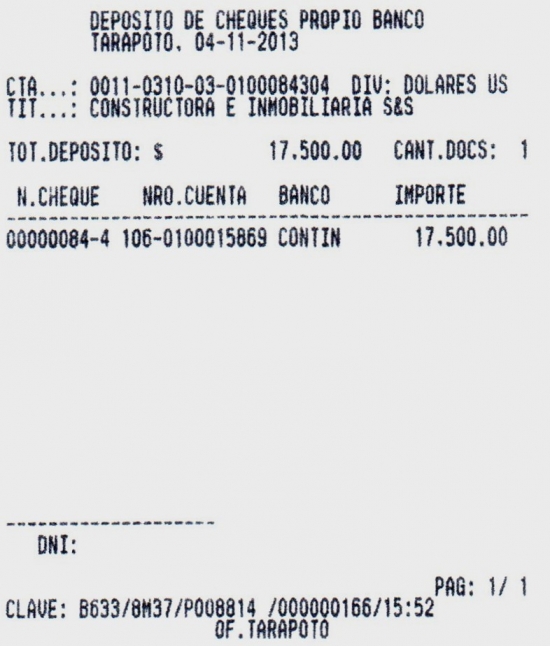 DEPOSITO DE CHEQUES PROPIO BANCO
TARAPOTO, 04-11-2013
CTA...: 0011-0310-03-0100084304 DIV: DOLARES US
TIT...: CONSTRUCTORA E INMOBILIARIA S&S
TOT.DEPOSITO: $ 17,500.00 CANT.DOCS: 1
N.CHEQUE NRO.CUENTA BANCO IMPORTE
00000084-4 106-0100015869 CONTIN 17,500.00
DNI:
PAG: 1/ 1
CLAVE: B633/8M37/P008814 /000000166/15:52
OF.TARAPOTO